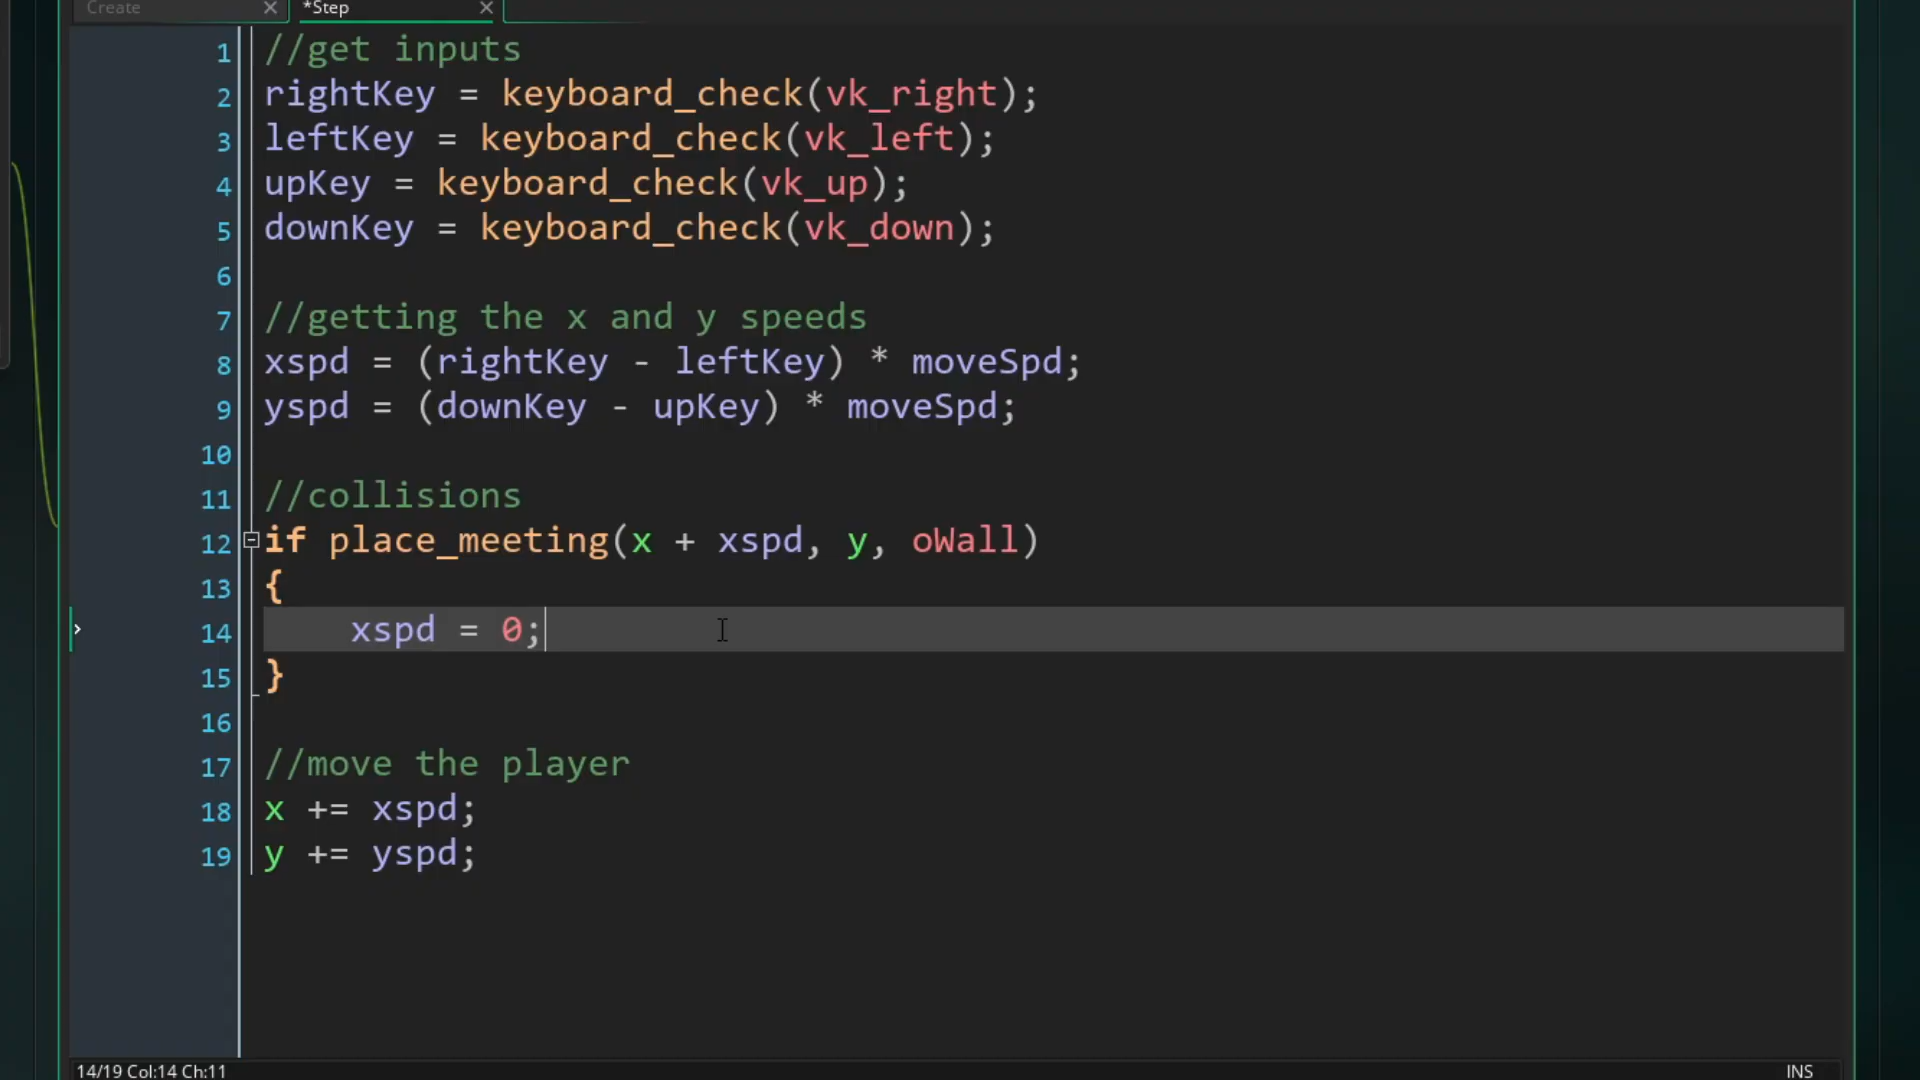 Create *Step
1 //get inputs
2 rightKey = keyboard_check(vk_right);
3 leftKey = keyboard_check(vk_left);
4 upKey = keyboard_check(vk_up);
5 downKey = keyboard_check(vk_down);
6
7 //getting the x and y speeds
8 xspd = (rightKey - leftKey) * moveSpd;
9 yspd = (downKey - upKey) * moveSpd;
10
11 //collisions
12 if place_meeting(x + xspd, y, oWall)
13 {
14     xspd = 0;
15 }
16
17 //move the player
18 x += xspd;
19 y += yspd;
14/19 Col:14 Ch:11 INS